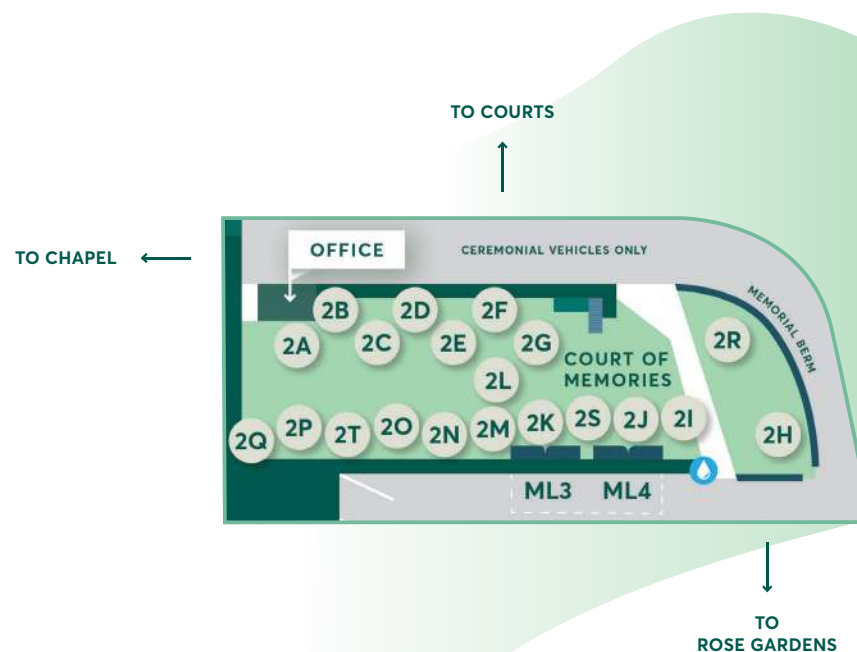 TO COURTS
TO CHAPEL
OFFICE
CEREMONIAL VEHICLES ONLY
MEMORIAL BERM
2B
2D
2F
2A
2C
2E
2G
2R
COURT OF
MEMORIES
2L
2Q
2P
2T
2O
2N
2M
2K
2S
2J
2I
2H
ML3
ML4
TO
ROSE GARDENS